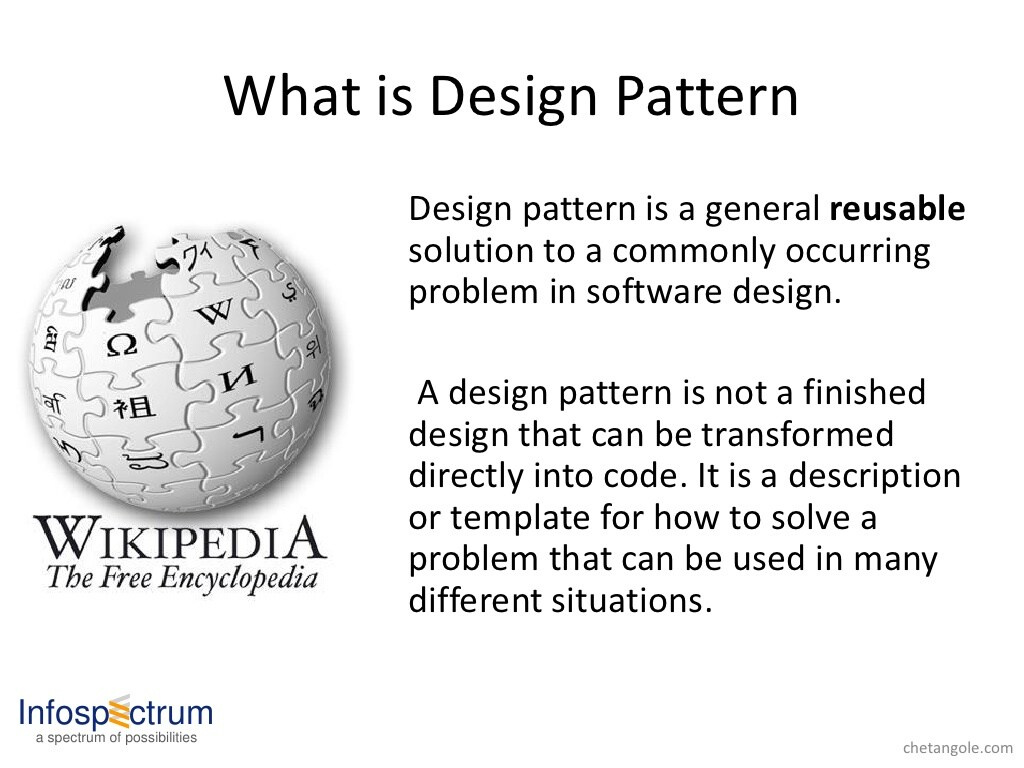 What is Design Pattern
Design pattern is a general reusable
solution to a commonly occurring
problem in software design.
A design pattern is not a finished
design that can be transformed
directly into code. It is a description
or template for how to solve a
problem that can be used in many
different situations.
Ω
W
И
祖
WIKIPEDIA
The Free Encyclopedia
Infospectrum
a spectrum of possibilities
chetangole.com